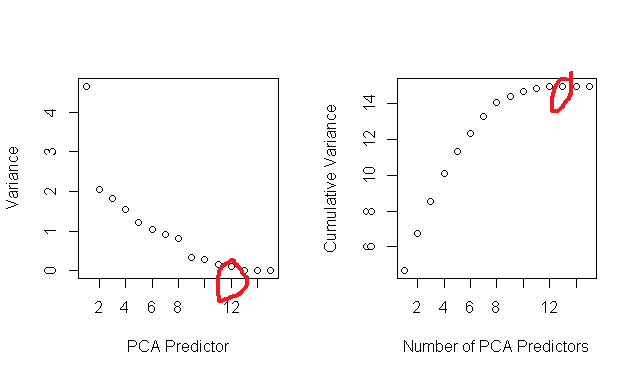 Variance
4
3
2
1
0
2 4 6 8 12
PCA Predictor
Cumulative Variance
14
12
10
8
6
2 4 6 8 12
Number of PCA Predictors